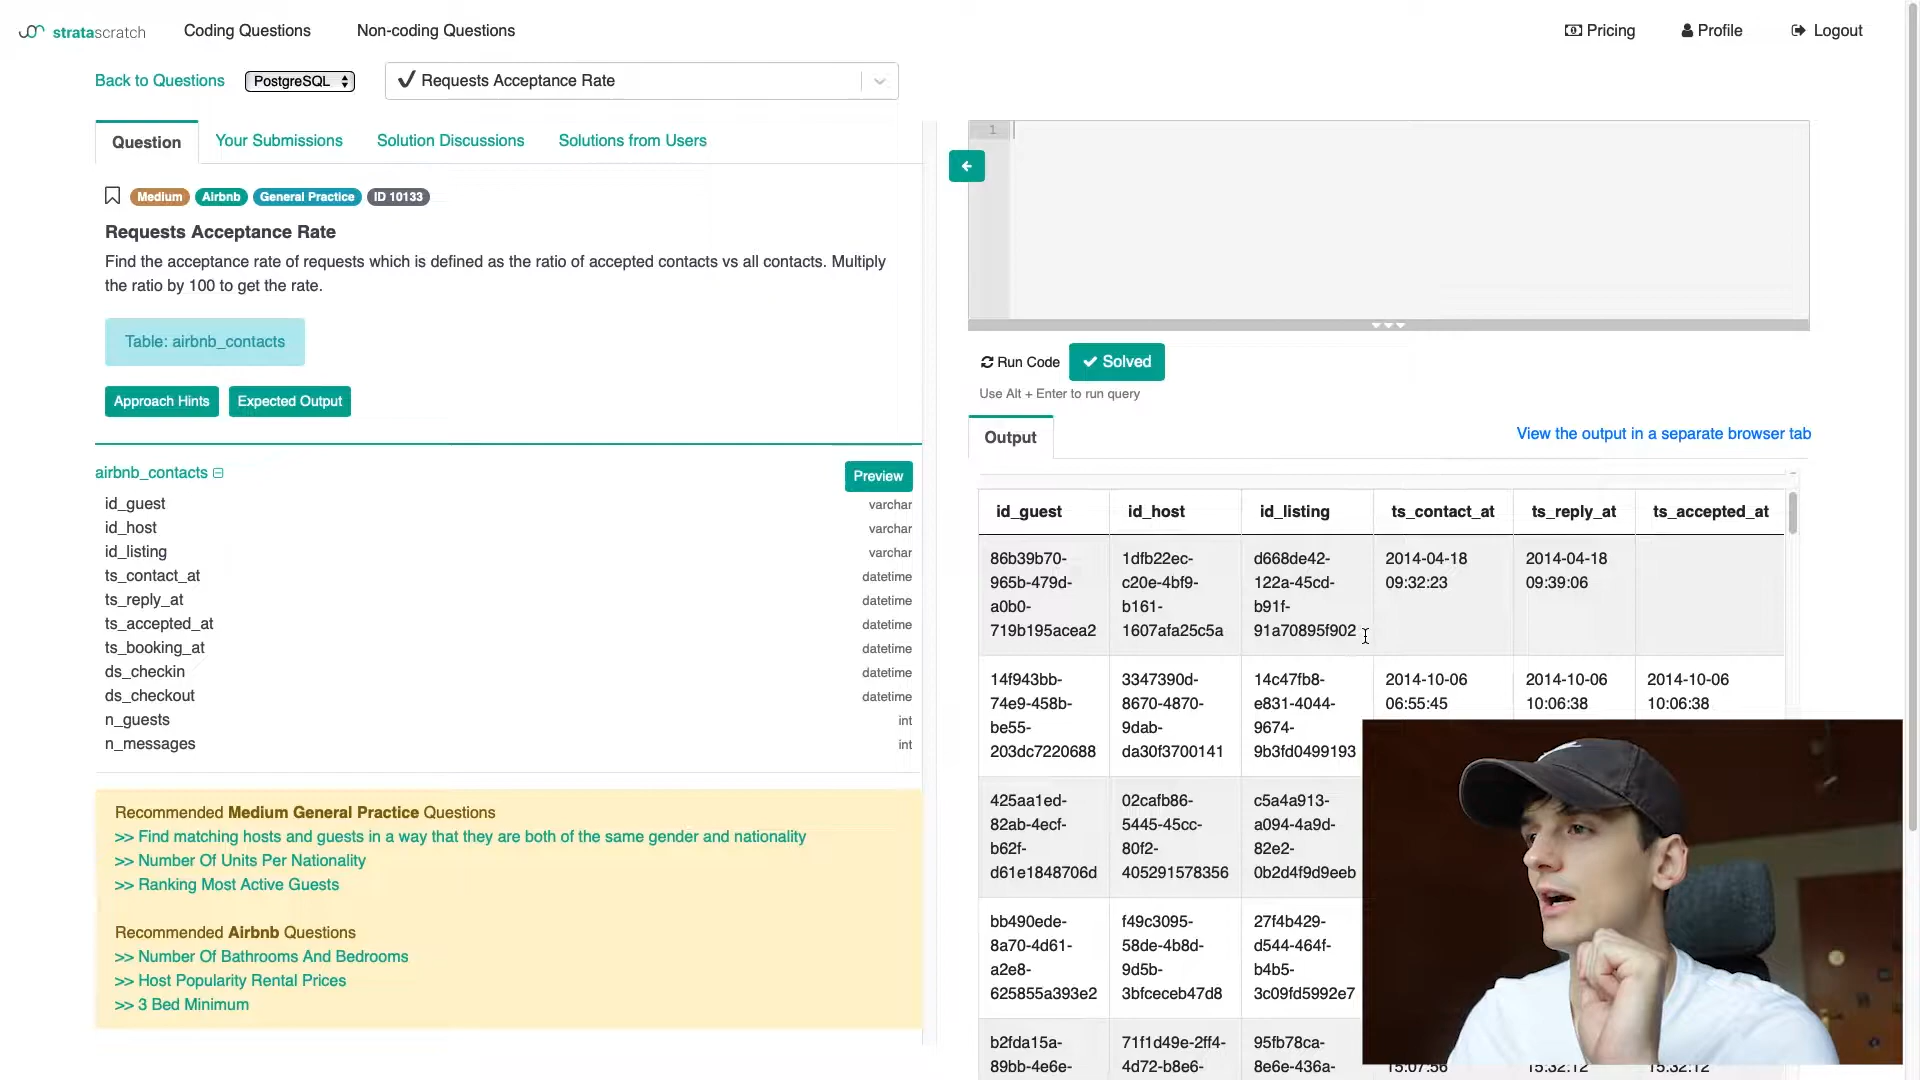 stratascratch
Coding Questions
Non-coding Questions
Pricing
Profile
Logout
Back to Questions
PostgreSQL
Requests Acceptance Rate
Question
Your Submissions
Solution Discussions
Solutions from Users
Medium
Airbnb
General Practice
ID 10133
Requests Acceptance Rate
Find the acceptance rate of requests which is defined as the ratio of accepted contacts vs all contacts. Multiply
the ratio by 100 to get the rate.
Table: airbnb_contacts
Approach Hints
Expected Output
airbnb_contacts
Preview
id_guest varchar
id_host varchar
id_listing varchar
ts_contact_at datetime
ts_reply_at datetime
ts_accepted_at datetime
ts_booking_at datetime
ds_checkin datetime
ds_checkout datetime
n_guests int
n_messages int
Recommended Medium General Practice Questions
>> Find matching hosts and guests in a way that they are both of the same gender and nationality
>> Number Of Units Per Nationality
>> Ranking Most Active Guests
Recommended Airbnb Questions
>> Number Of Bathrooms And Bedrooms
>> Host Popularity Rental Prices
>> 3 Bed Minimum
1
Run Code
Solved
Use Alt + Enter to run query
Output
View the output in a separate browser tab
id_guest id_host id_listing ts_contact_at ts_reply_at ts_accepted_at
86b39b70- 1dfb22ec- d668de42- 2014-04-18 2014-04-18
965b-479d- c20e-4bf9- 122a-45cd- 09:32:23 09:39:06
a0b0- b161- b91f-
719b195acea2 1607afa25c5a 91a70895f902
14f943bb- 3347390d- 14c47fb8- 2014-10-06 2014-10-06 2014-10-06
74e9-458b- 8670-4870- e831-4044- 06:55:45 10:06:38 10:06:38
be55- 9dab- 9674-
203dc7220688 da30f3700141 9b3fd0499193
425aa1ed- 02cafb86- c5a4a913-
82ab-4ecf- 5445-45cc- a094-4a9d-
b62f- 80f2- 82e2-
d61e1848706d 405291578356 0b2d4f9d9eeb
bb490ede- f49c3095- 27f4b429-
8a70-4d61- 58de-4b8d- d544-464f-
a2e8- 9d5b- b4b5-
625855a393e2 3bfceceb47d8 3c09fd5992e7
b2fda15a- 71f1d49e-2ff4- 95fb78ca-
89bb-4e6e- 4d72-b8e6- 8e6e-436a- 15:07:56 15:32:12 15:32:12